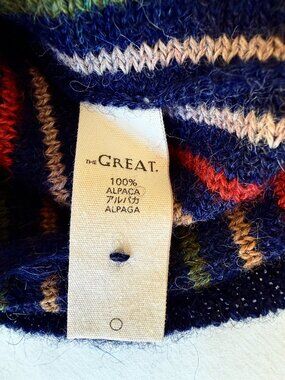 THE GREAT.
100%
ALPACA
アルパカ
ALPAGA